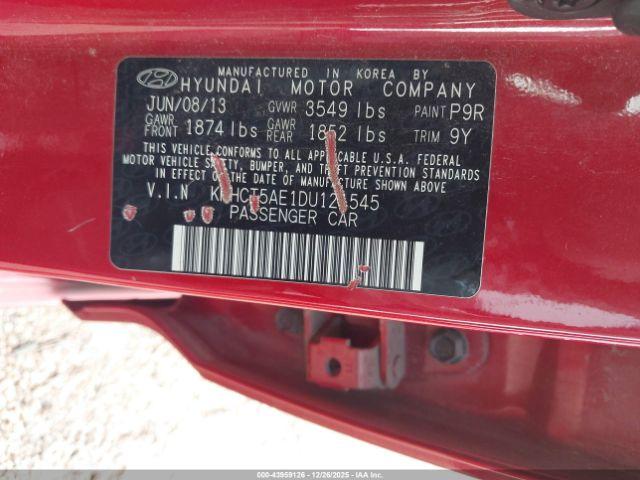 MANUFACTURED IN KOREA BY
HYUNDAI MOTOR COMPANY
JUN/08/13 GVWR 3549 lbs PAINT P9R
GAWR FRONT 1874 lbs GAWR REAR 1852 lbs TRIM 9Y
THIS VEHICLE CONFORMS TO ALL APPLICABLE U.S.A. FEDERAL
MOTOR VEHICLE SAFETY, BUMPER, AND THEFT PREVENTION
STANDARDS IN EFFECT ON THE DATE OF MANUFACTURE SHOWN ABOVE.
V.I.N
PASSENGER CAR
000-43959126 - 12/26/2025 - COPYRIGHT IAA, LLC.